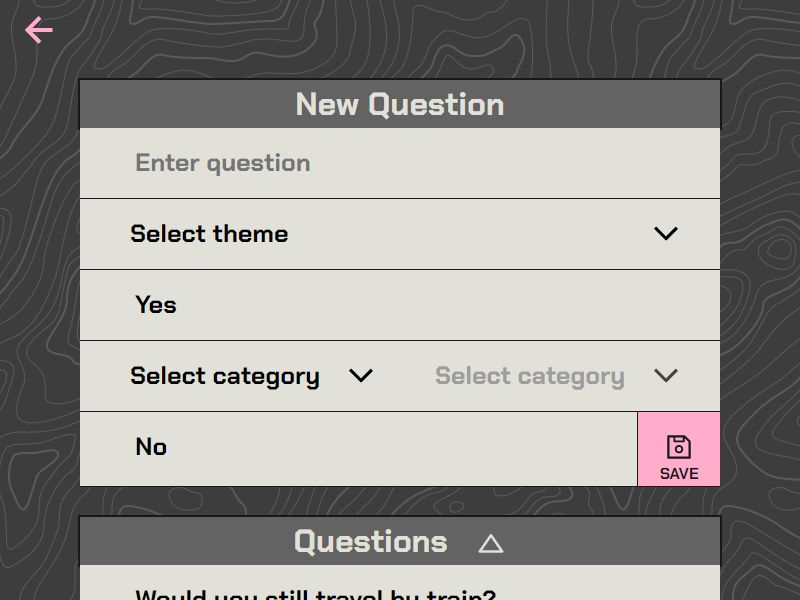 New Question
Enter question
Select theme
Yes
Select category Select category
No
SAVE
Questions
Would you still travel by train?